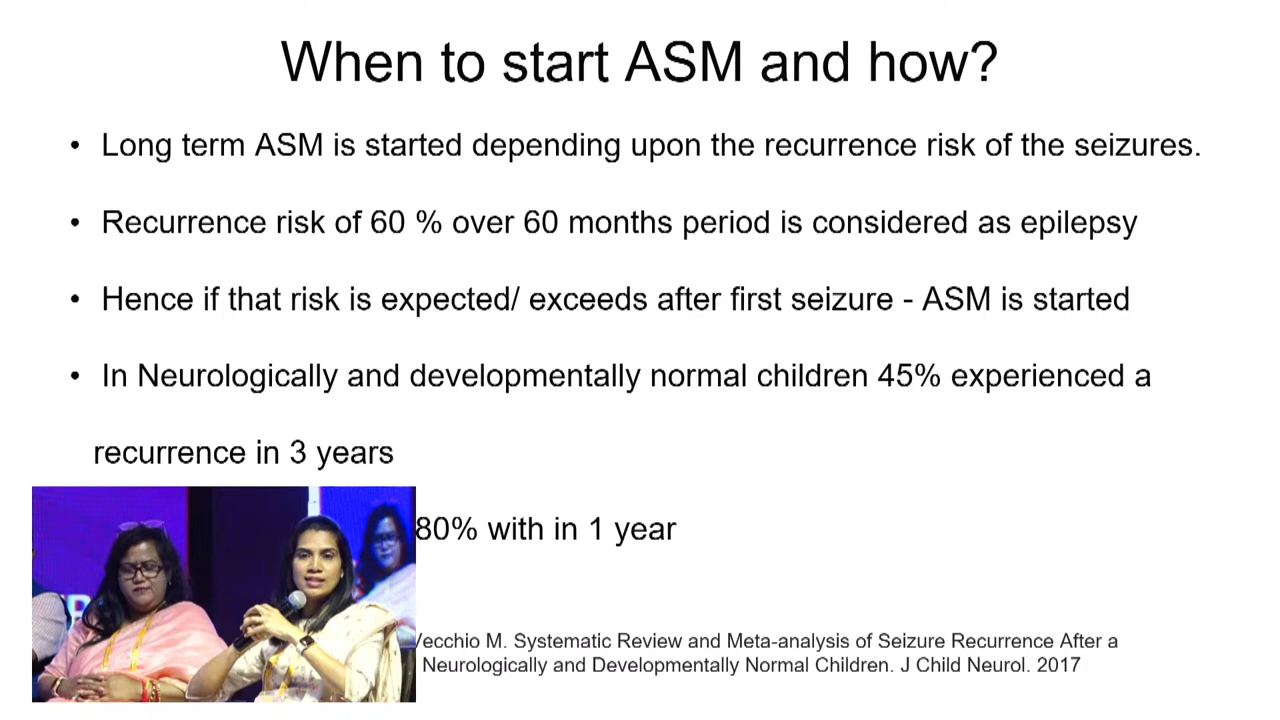 When to start ASM and how?
• Long term ASM is started depending upon the recurrence risk of the seizures.
• Recurrence risk of 60 % over 60 months period is considered as epilepsy
• Hence if that risk is expected/ exceeds after first seizure - ASM is started
• In Neurologically and developmentally normal children 45% experienced a
recurrence in 3 years
80% with in 1 year
Vecchio M. Systematic Review and Meta-analysis of Seizure Recurrence After a
Neurologically and Developmentally Normal Children. J Child Neurol. 2017